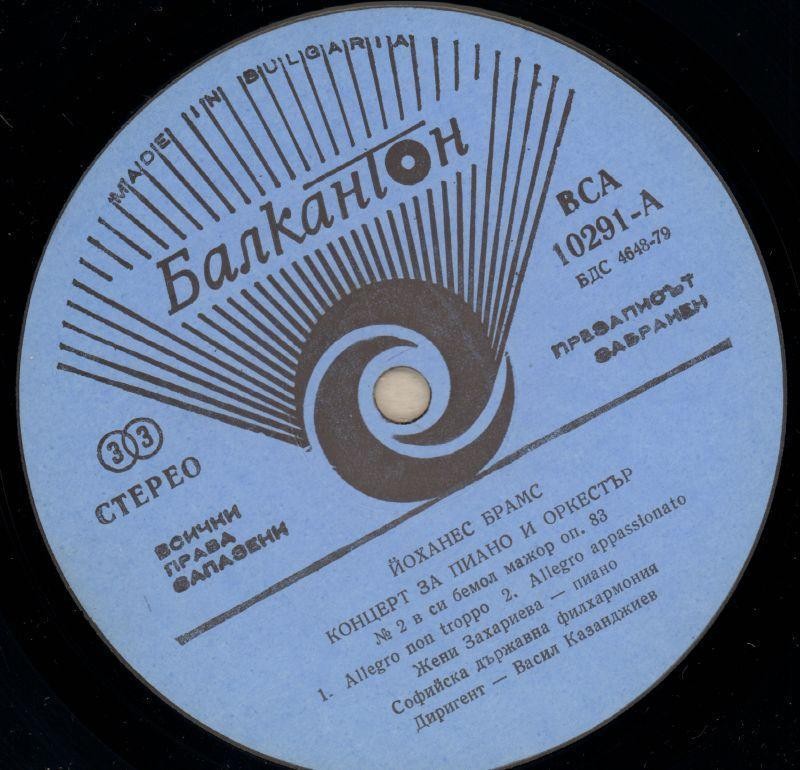 MADE IN BULGARIA
Балкантон
ВСА
10291-А
БДС 4648-79
ПРЕЗАПИСЪТ
ЗАБРАНЕН
33
СТЕРЕО
ВСИЧКИ
ПРАВА
ЗАПАЗЕНИ
ЙОХАНЕС БРАМС
КОНЦЕРТ ЗА ПИАНО И ОРКЕСТЪР
№ 2 в си бемол мажор оп. 83
1. Allegro non troppo 2. Allegro appassionato
Жени Захариева — пиано
Софийска държавна филхармония
Диригент — Васил Казанджиев